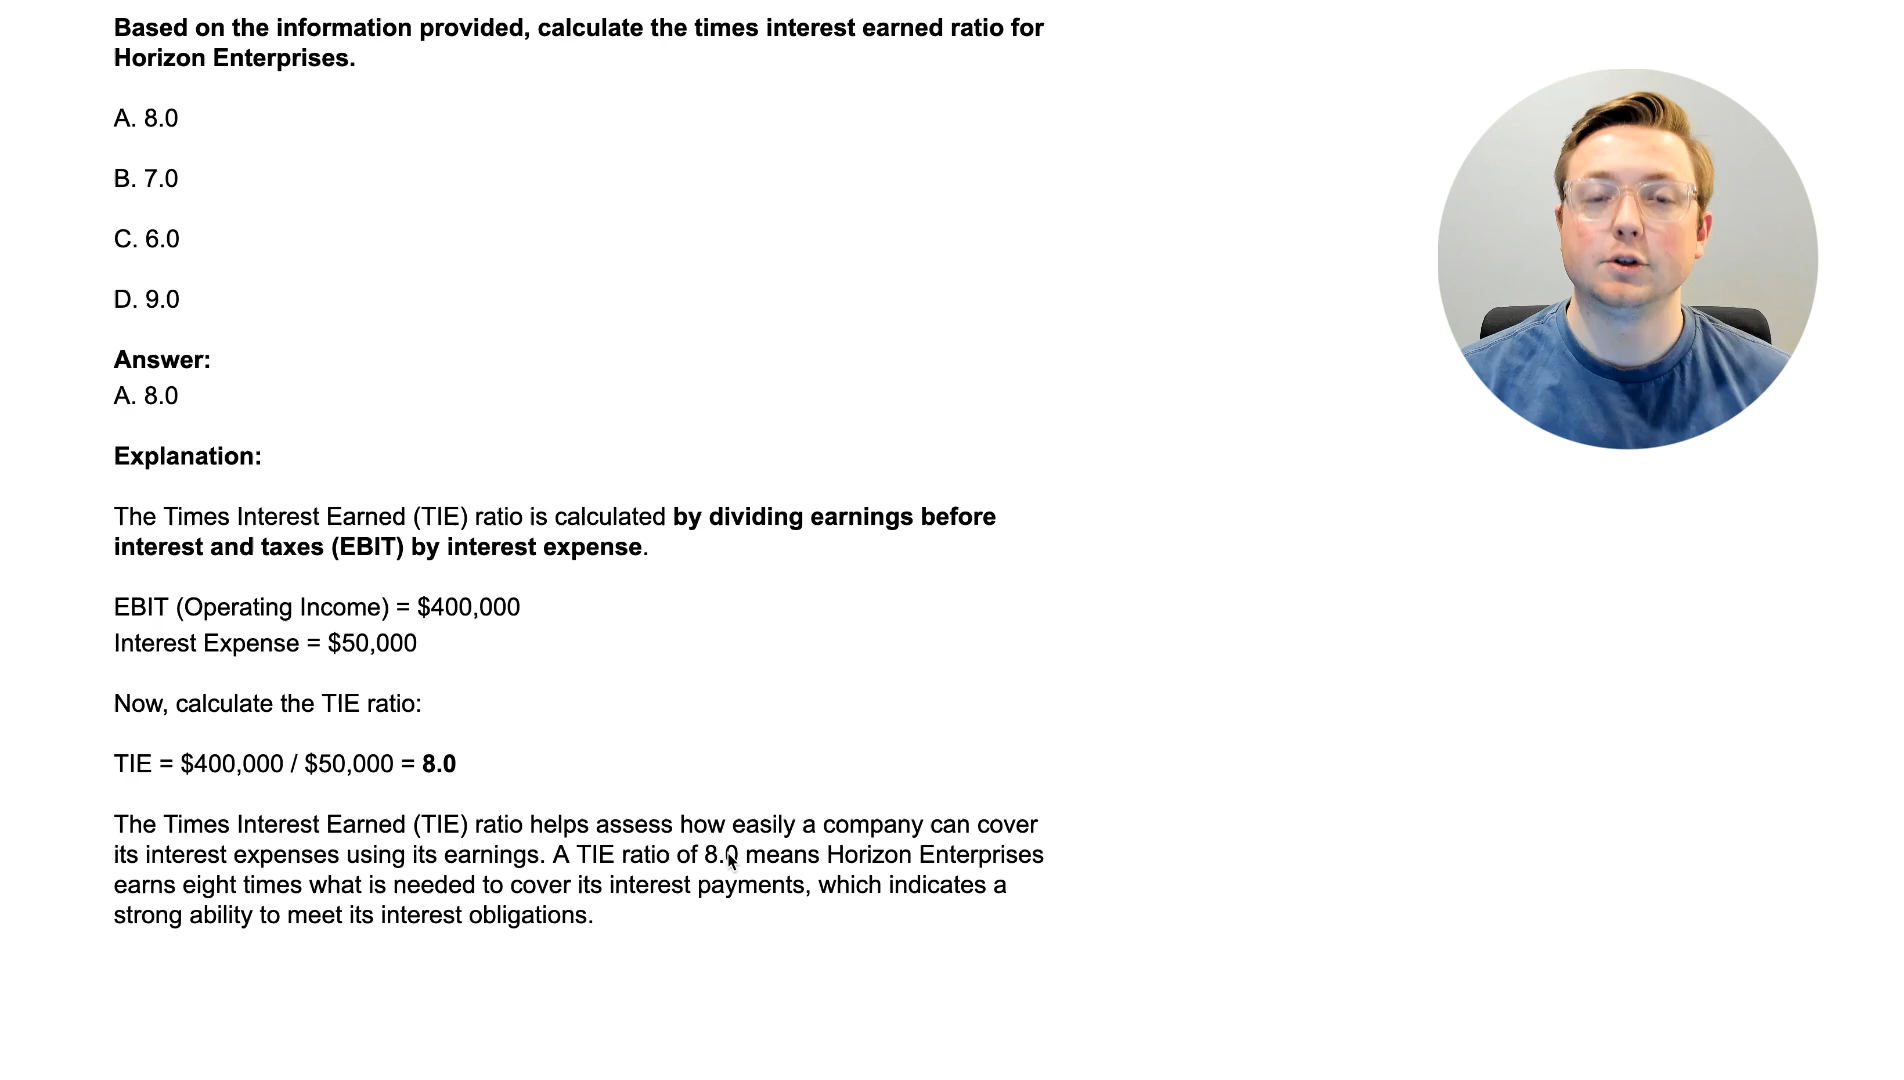 Based on the information provided, calculate the times interest earned ratio for
Horizon Enterprises.
A. 8.0
B. 7.0
C. 6.0
D. 9.0
Answer:
A. 8.0
Explanation:
The Times Interest Earned (TIE) ratio is calculated by dividing earnings before
interest and taxes (EBIT) by interest expense.
EBIT (Operating Income) = $400,000
Interest Expense = $50,000
Now, calculate the TIE ratio:
TIE = $400,000 / $50,000 = 8.0
The Times Interest Earned (TIE) ratio helps assess how easily a company can cover
its interest expenses using its earnings. A TIE ratio of 8.0 means Horizon Enterprises
earns eight times what is needed to cover its interest payments, which indicates a
strong ability to meet its interest obligations.